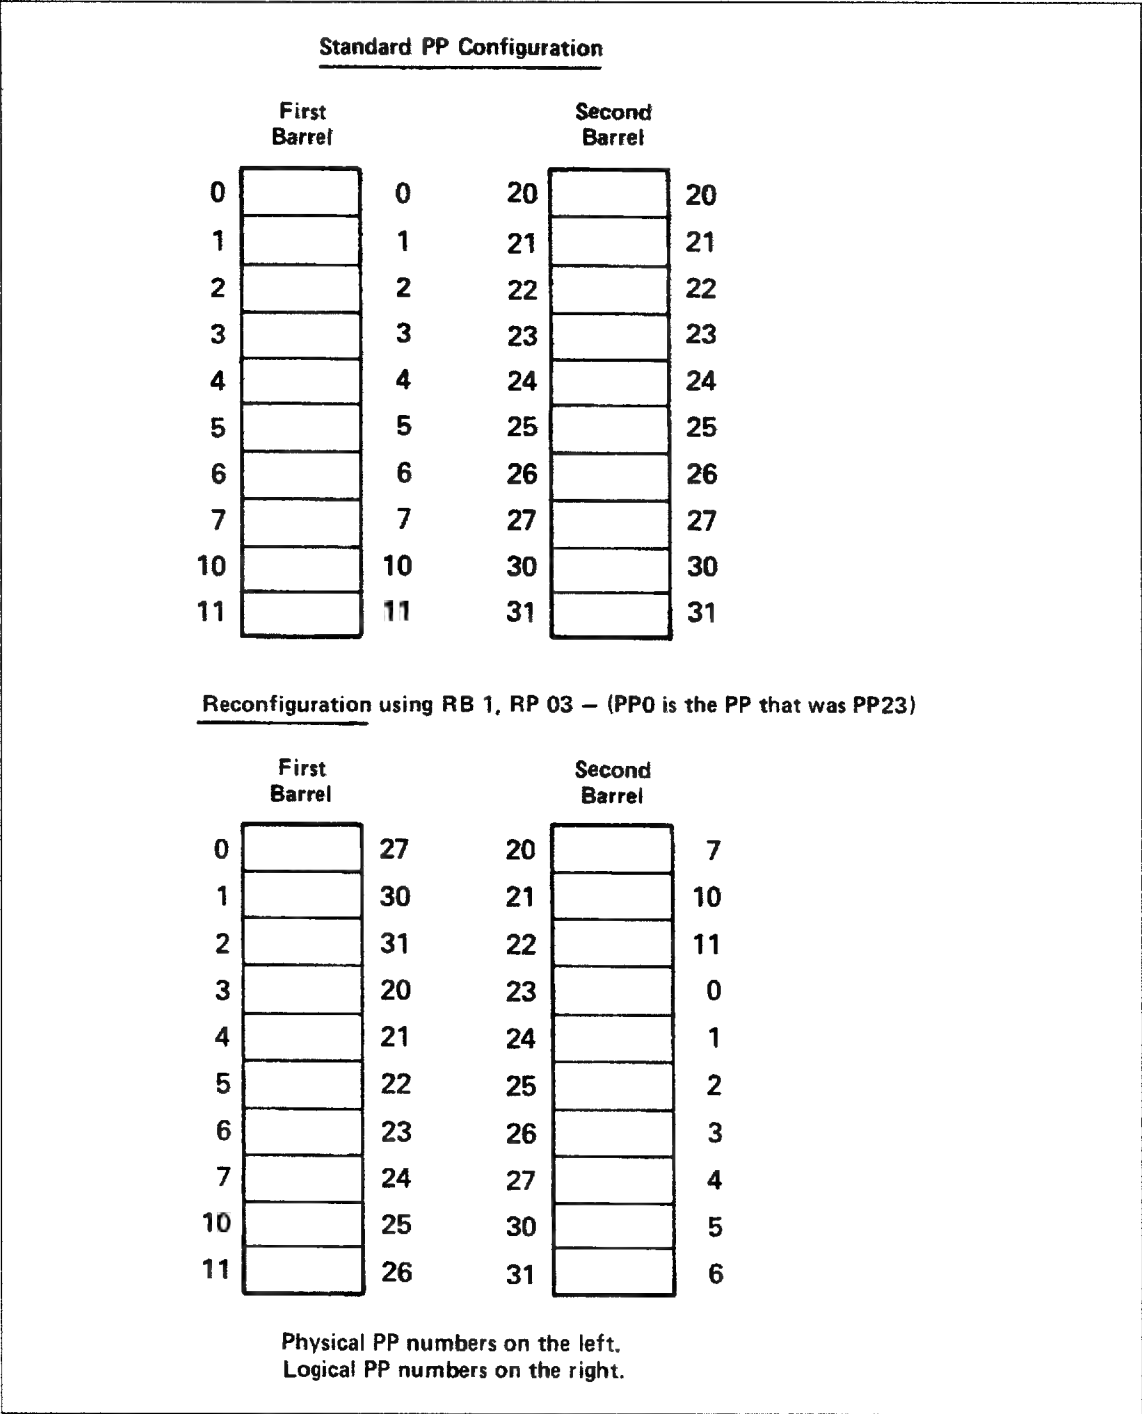 Standard PP Configuration
First Second
Barrel Barrel
0 0 20 20
1 1 21 21
2 2 22 22
3 3 23 23
4 4 24 24
5 5 25 25
6 6 26 26
7 7 27 27
10 10 30 30
11 11 31 31
Reconfiguration using RB 1, RP 03 – (PP0 is the PP that was PP23)
First Second
Barrel Barrel
0 27 20 7
1 30 21 10
2 31 22 11
3 20 23 0
4 21 24 1
5 22 25 2
6 23 26 3
7 24 27 4
10 25 30 5
11 26 31 6
Physical PP numbers on the left.
Logical PP numbers on the right.